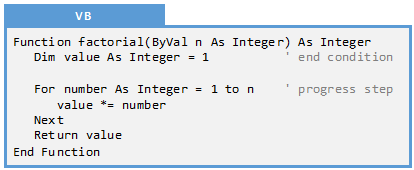 VB
Function factorial(ByVal n As Integer) As Integer
   Dim value As Integer = 1          ' end condition
   For number As Integer = 1 to n    ' progress step
      value *= number
   Next
   Return value
End Function